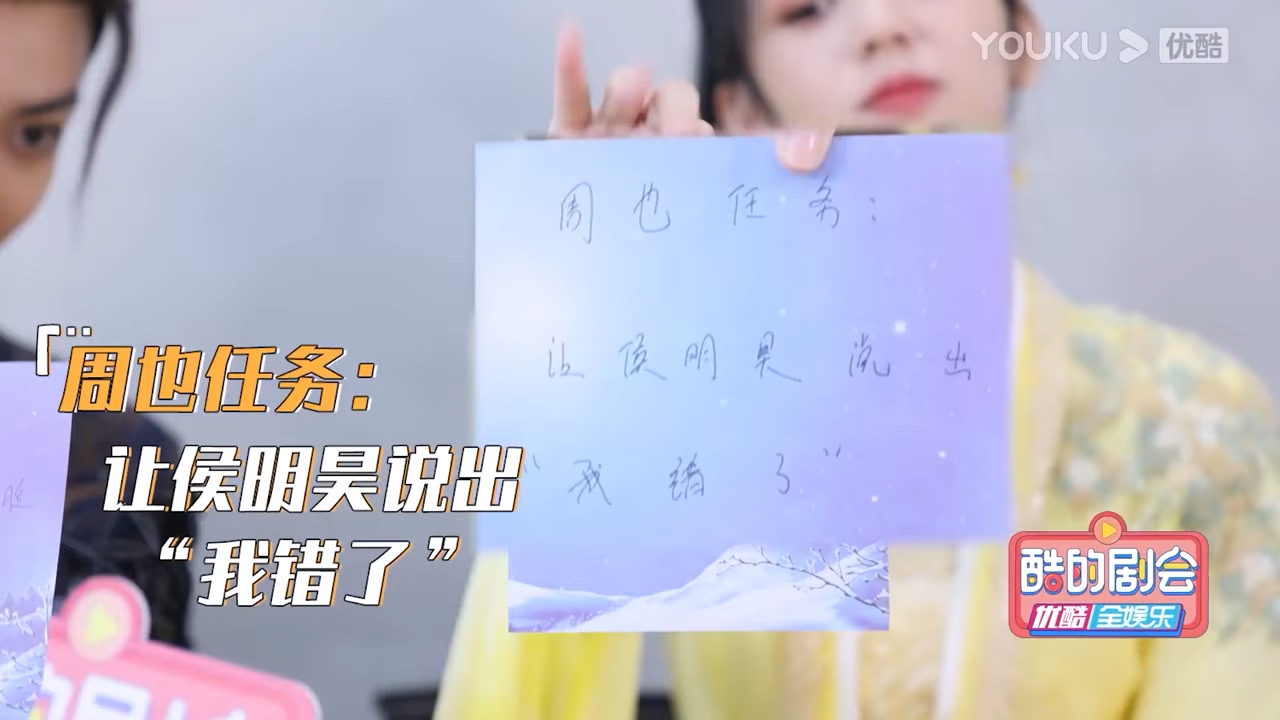 YOUKU 优酷
周也任务：
让侯明昊说出
“我错了”
「周也任务：
让侯明昊说出
“我错了”
酷的剧会
优酷 全娱乐